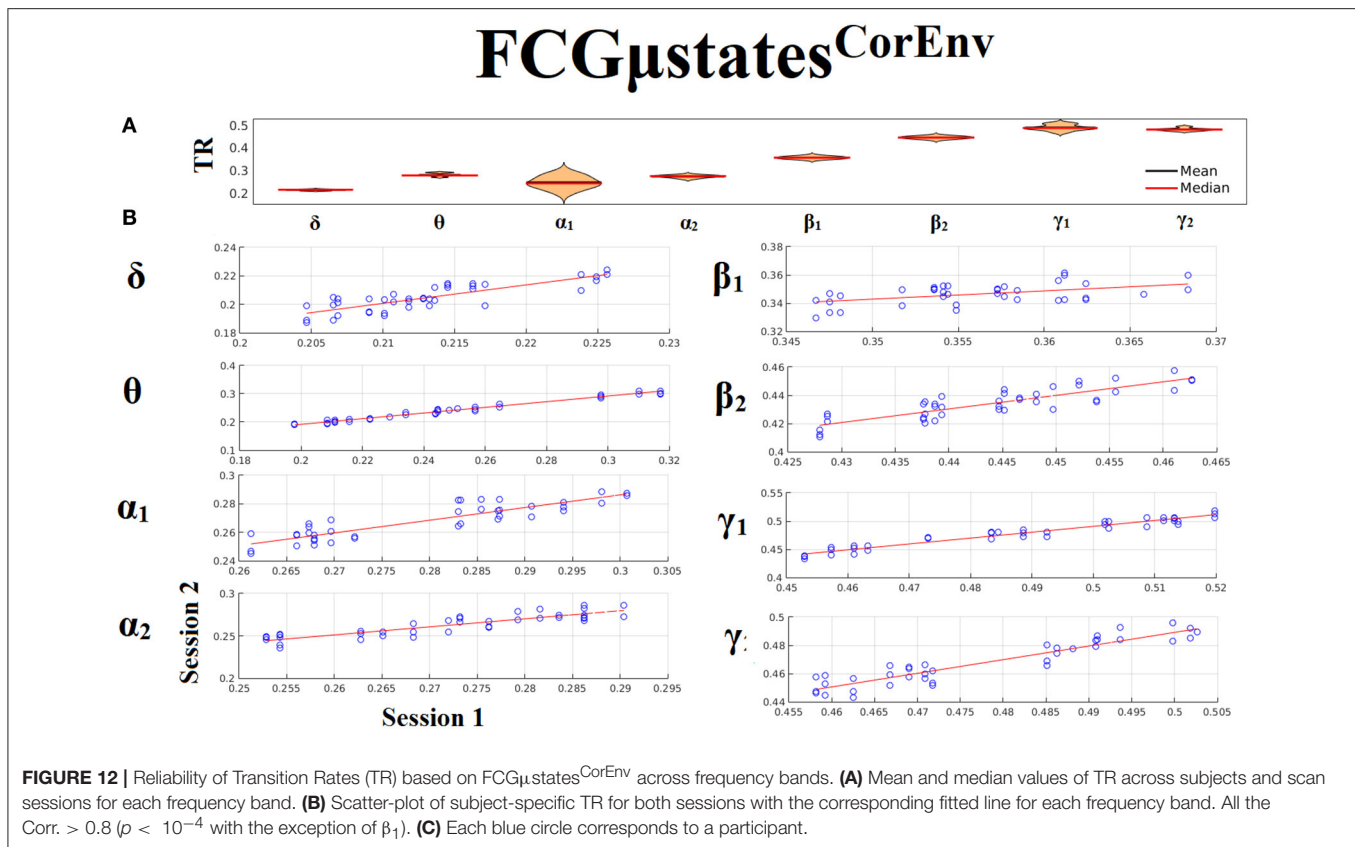 FCGμstates^CorEnv
A
TR
0.5
0.4
0.3
0.2
Mean
Median
B
δ θ α1 α2 β1 β2 γ1 γ2
δ
0.24
0.22
0.2
0.18
0.2 0.205 0.21 0.215 0.22 0.225 0.23
β1
0.38
0.36
0.34
0.32
0.345 0.35 0.355 0.36 0.365 0.37
θ
0.4
0.3
0.2
0.1
0.18 0.2 0.22 0.24 0.26 0.28 0.3 0.32
β2
0.46
0.44
0.42
0.4
0.425 0.43 0.435 0.44 0.445 0.45 0.455 0.46 0.465
α1
0.3
0.28
0.26
0.24
0.26 0.265 0.27 0.275 0.28 0.285 0.29 0.295 0.3 0.305
γ1
0.55
0.5
0.45
0.4
0.45 0.46 0.47 0.48 0.49 0.5 0.51 0.52
α2
Session 2
0.3
0.25
0.2
0.25 0.255 0.26 0.265 0.27 0.275 0.28 0.285 0.29 0.295
γ
0.5
0.48
0.46
0.44
0.455 0.46 0.465 0.47 0.475 0.48 0.485 0.49 0.495 0.5 0.505
Session 1
FIGURE 12 | Reliability of Transition Rates (TR) based on FCGμstates^CorEnv across frequency bands. (A) Mean and median values of TR across subjects and scan
sessions for each frequency band. (B) Scatter-plot of subject-specific TR for both sessions with the corresponding fitted line for each frequency band. All the
Corr. > 0.8 (p < 10^−4 with the exception of β1). (C) Each blue circle corresponds to a participant.